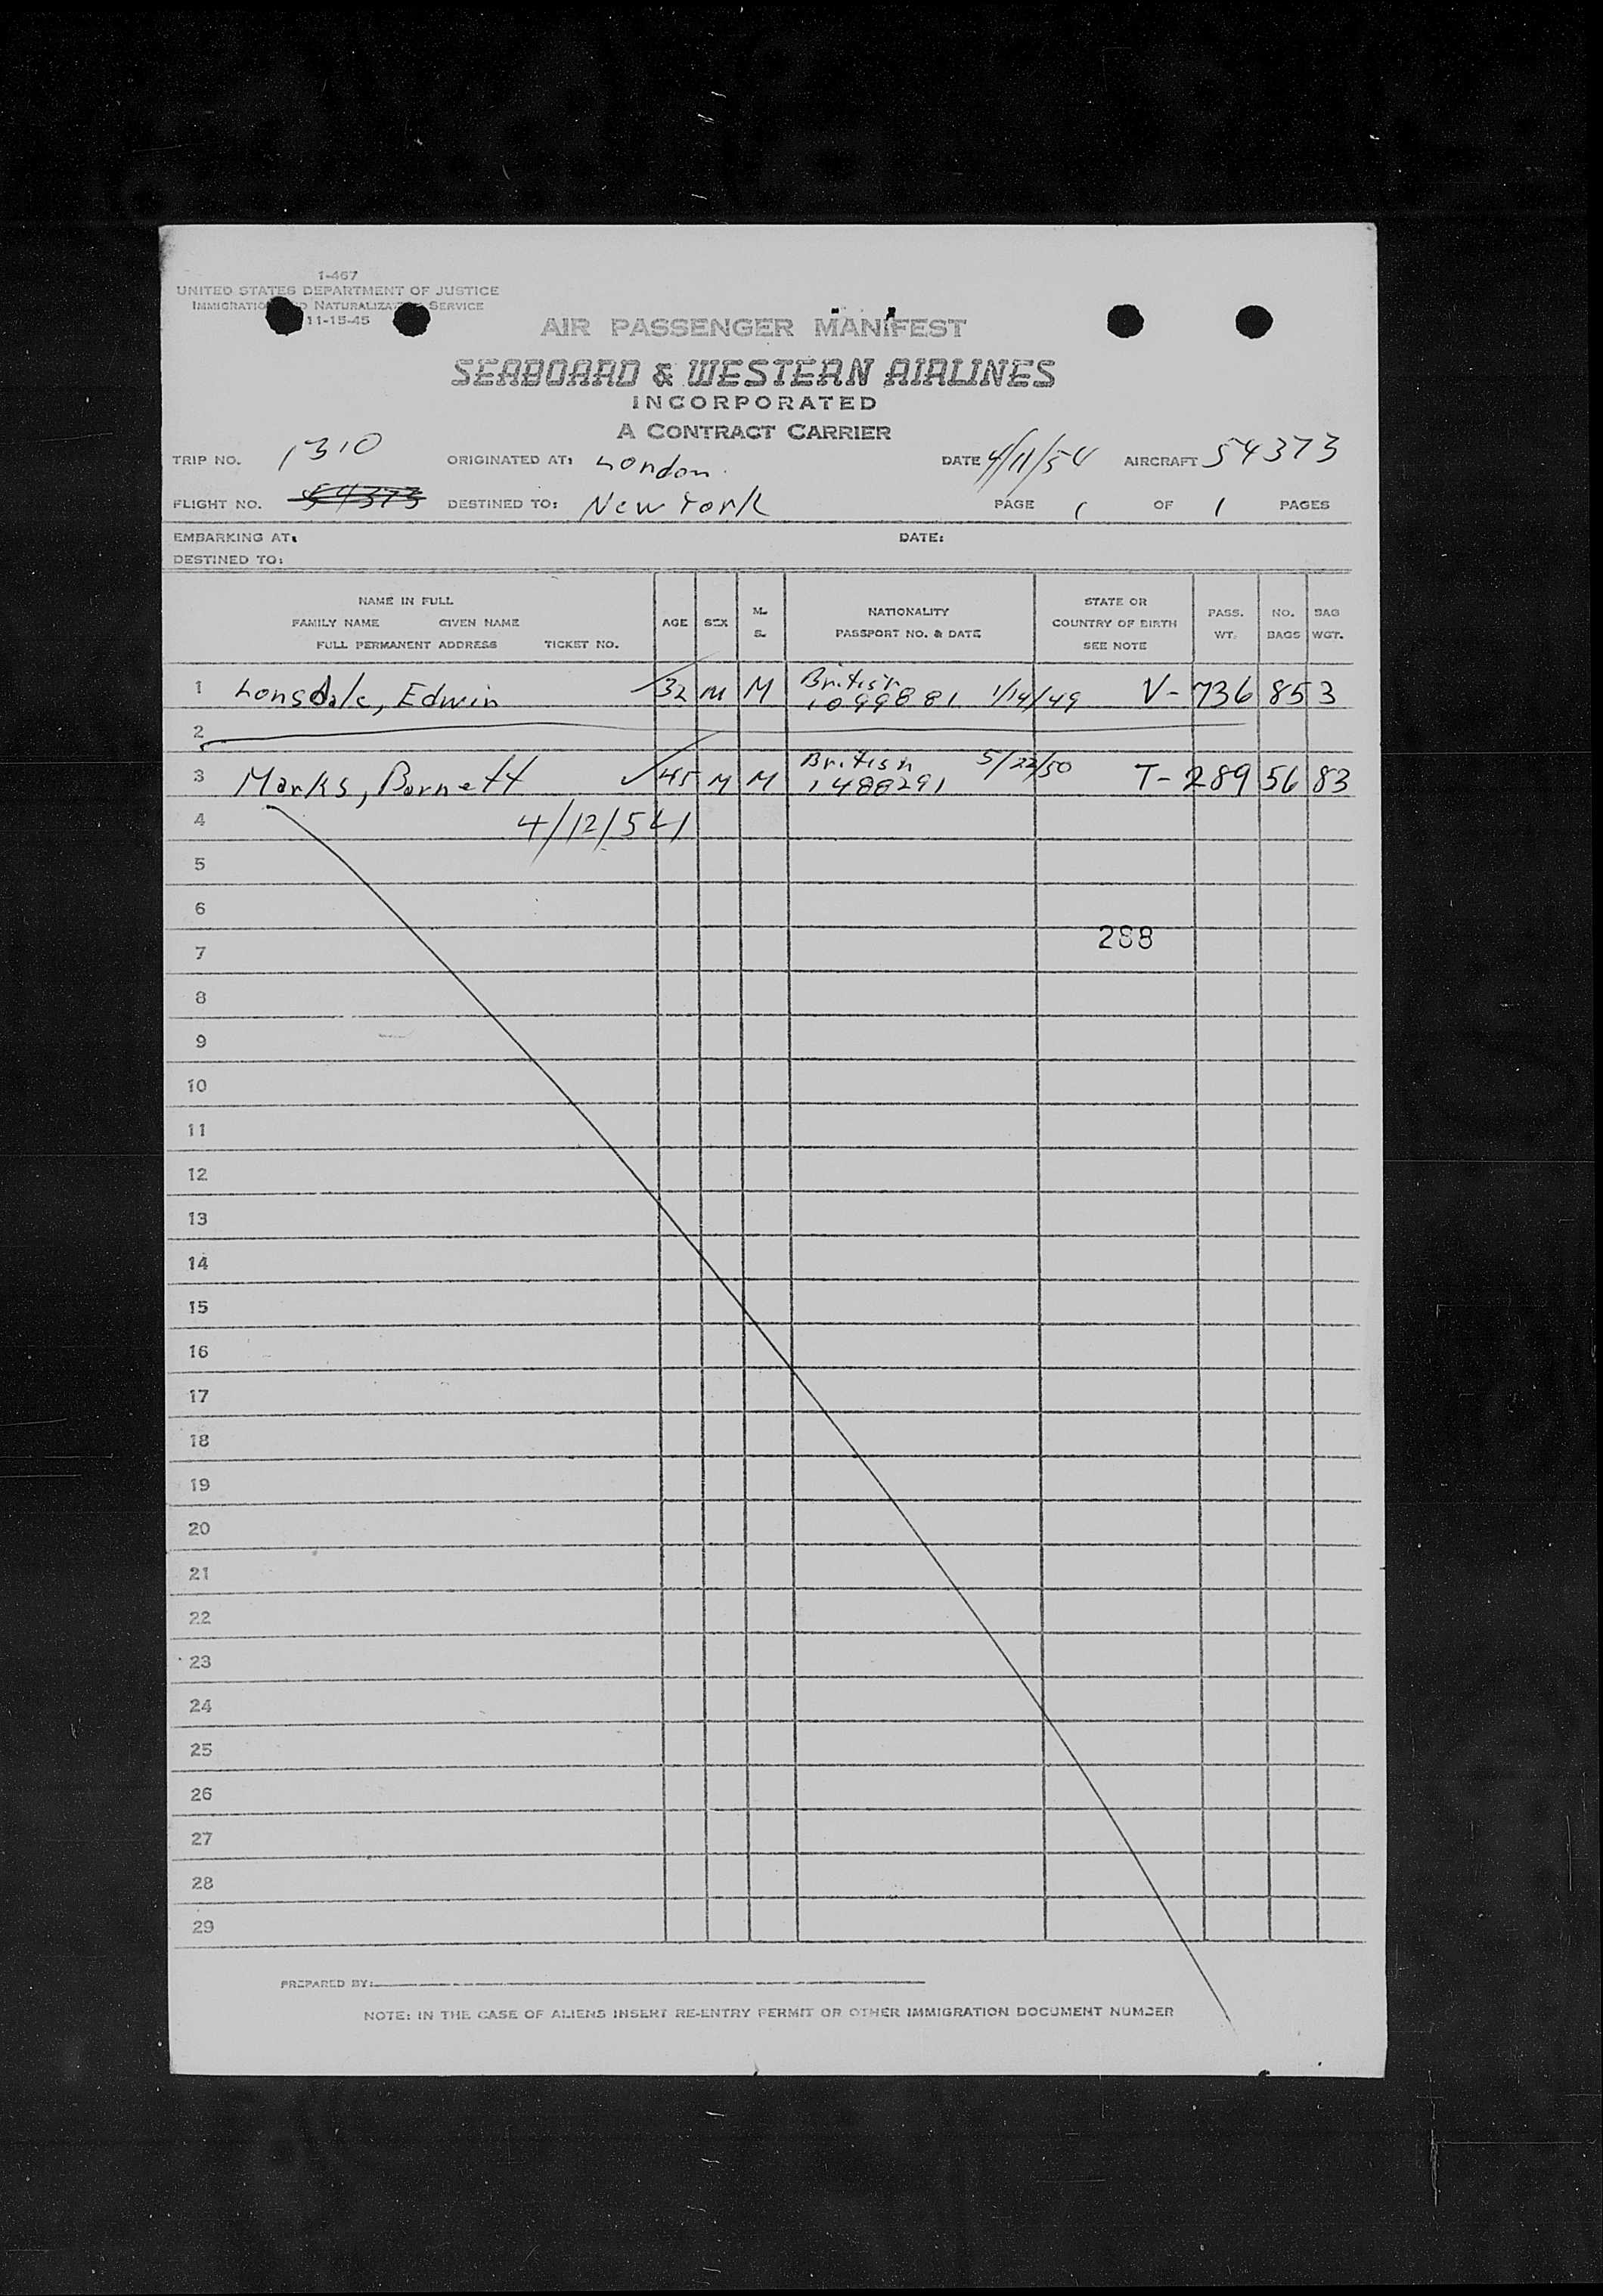 1-467
UNITED STATES DEPARTMENT OF JUSTICE
IMMIGRATION NATURALIZATION SERVICE
11-15-45
AIR PASSENGER MANIFEST
SEABOARD & WESTERN AIRLINES
INCORPORATED
A CONTRACT CARRIER
TRIP NO. 1310 ORIGINATED AT: London. DATE 4/11/54 AIRCRAFT 54373
FLIGHT NO. 54373 DESTINED TO: New York PAGE 1 OF 1 PAGES
EMBARKING AT: DATE:
DESTINED TO:
NAME IN FULL
FAMILY NAME GIVEN NAME
FULL PERMANENT ADDRESS TICKET NO.
AGE SEX M. S.
NATIONALITY
PASSPORT NO. & DATE
STATE OR
COUNTRY OF BIRTH
SEE NOTE
PASS. WT.
NO. BAGS
BAG WGT.
1 Lonsdale, Edwin 32 M M British 1099881 1/14/49 V-736 853
2
3 Marks, Barnett 45 M M British 1488291 5/22/50 T-289 56 83
4 4/12/54
5
6
7 288
8
9
10
11
12
13
14
15
16
17
18
19
20
21
22
23
24
25
26
27
28
29
PREPARED BY:
NOTE: IN THE CASE OF ALIENS INSERT RE-ENTRY PERMIT OR OTHER IMMIGRATION DOCUMENT NUMBER